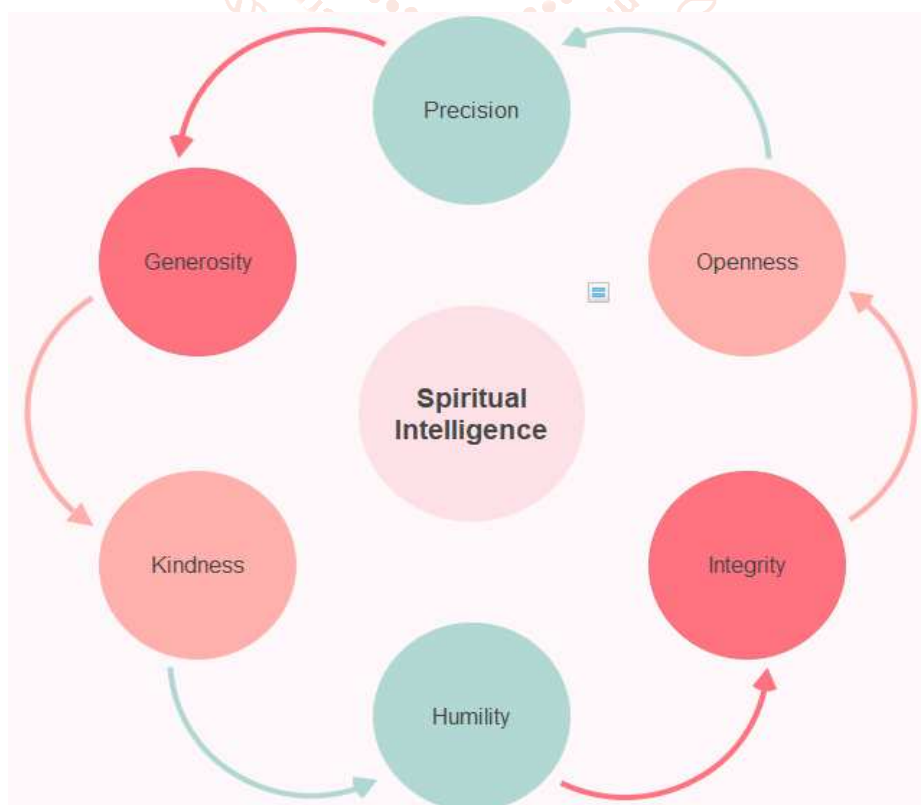 Precision
Generosity
Openness
Spiritual
Intelligence
Kindness
Integrity
Humility